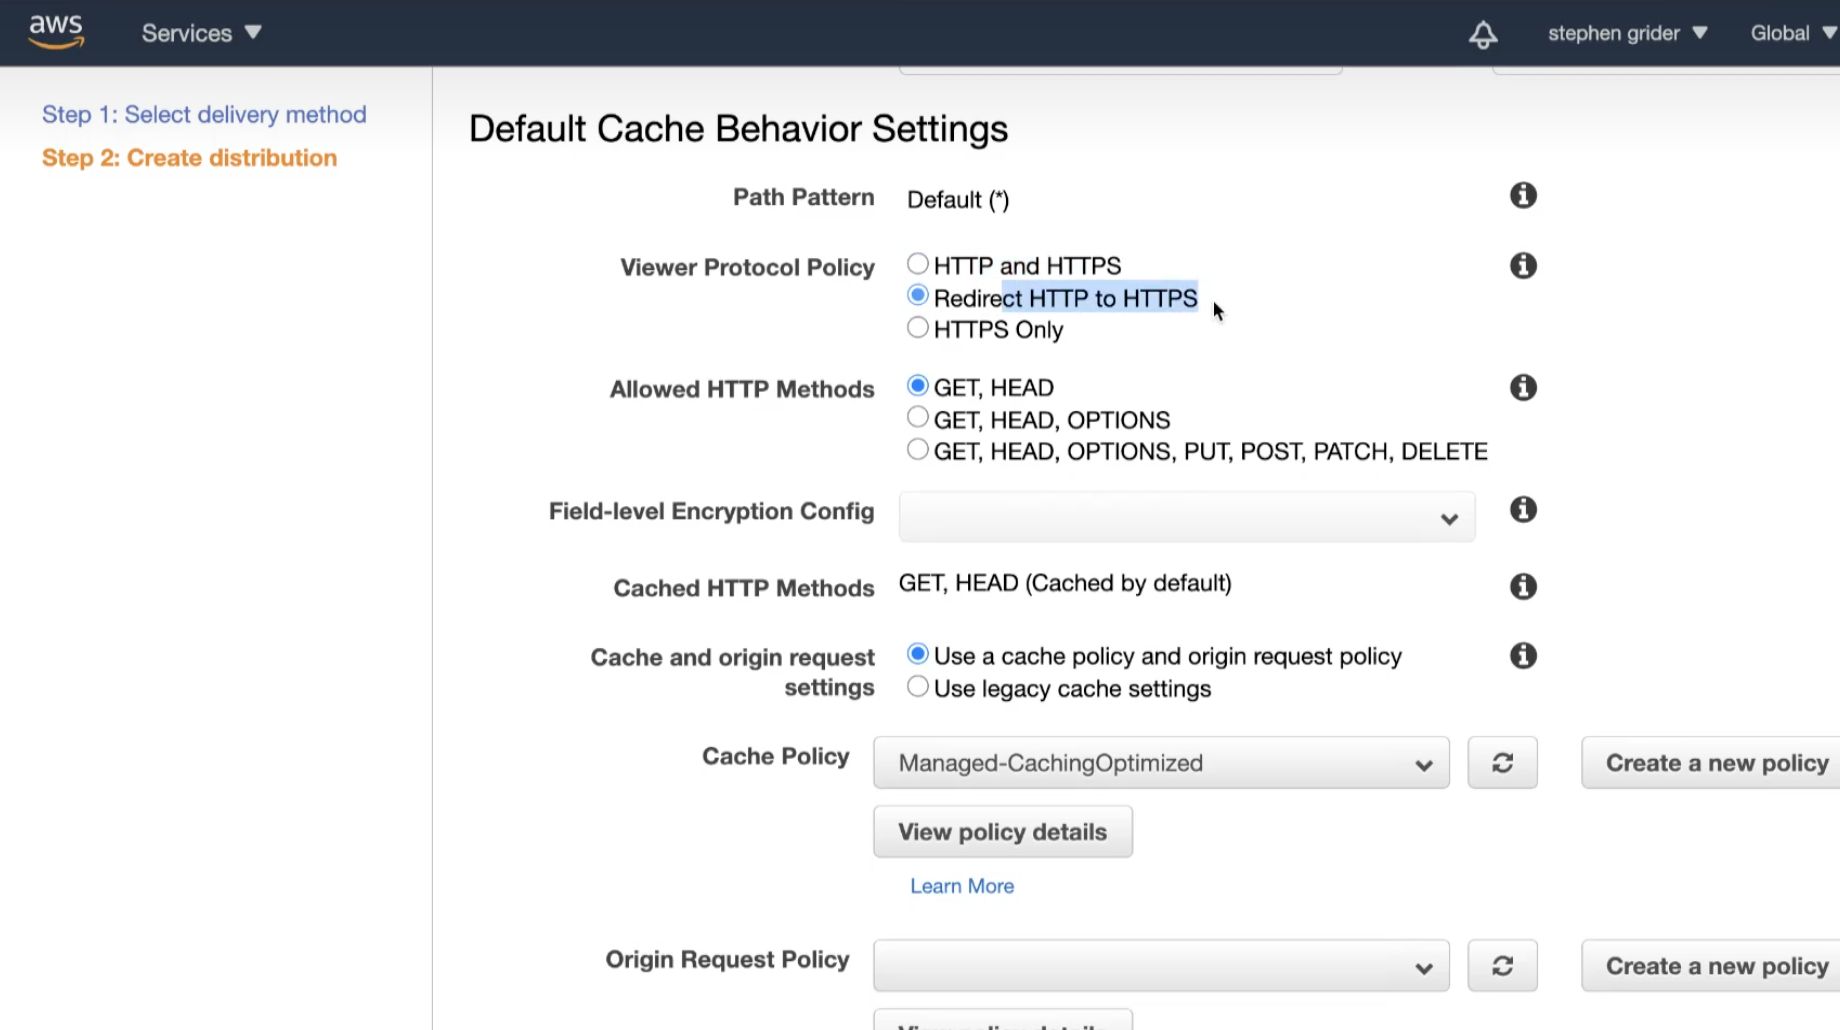 aws Services stephen grider Global
Step 1: Select delivery method
Step 2: Create distribution
Default Cache Behavior Settings
Path Pattern Default (*)
Viewer Protocol Policy HTTP and HTTPS
Redirect HTTP to HTTPS
HTTPS Only
Allowed HTTP Methods GET, HEAD
GET, HEAD, OPTIONS
GET, HEAD, OPTIONS, PUT, POST, PATCH, DELETE
Field-level Encryption Config
Cached HTTP Methods GET, HEAD (Cached by default)
Cache and origin request settings Use a cache policy and origin request policy
Use legacy cache settings
Cache Policy Managed-CachingOptimized Create a new policy
View policy details
Learn More
Origin Request Policy Create a new policy